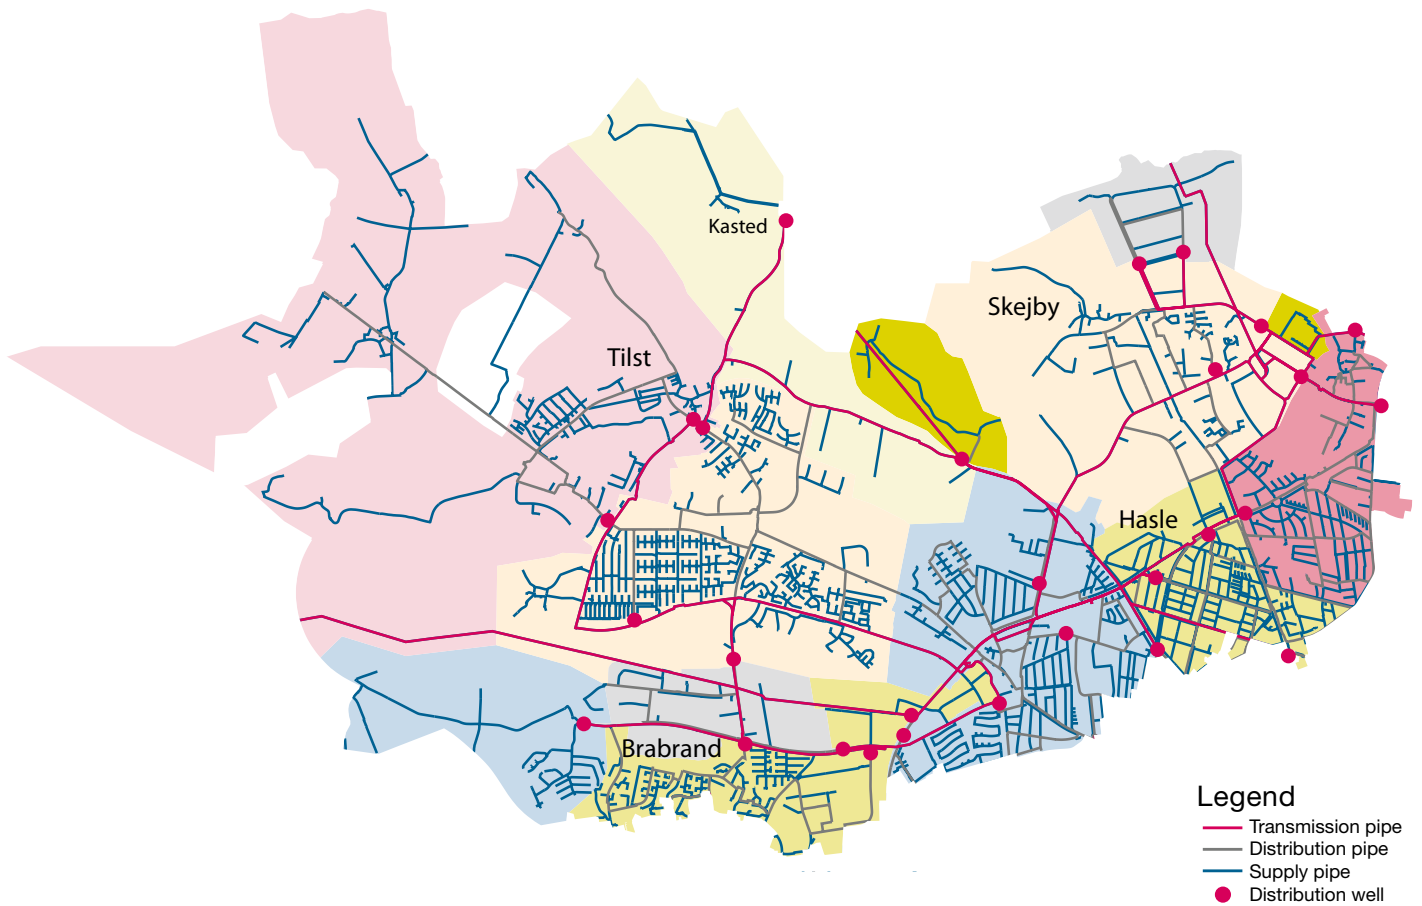 Kasted
Skejby
Tilst
Hasle
Brabrand
Legend
Transmission pipe
Distribution pipe
Supply pipe
Distribution well